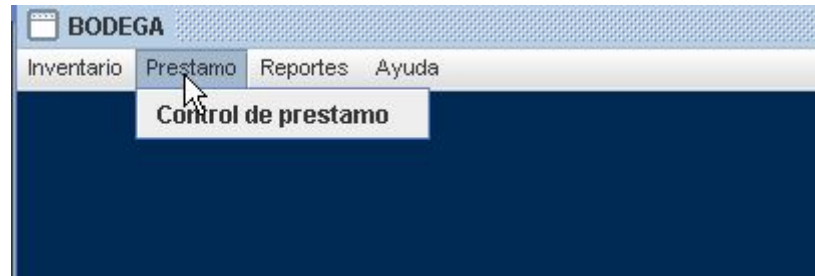 BODEGA
Inventario Prestamo Reportes Ayuda
Control de prestamo